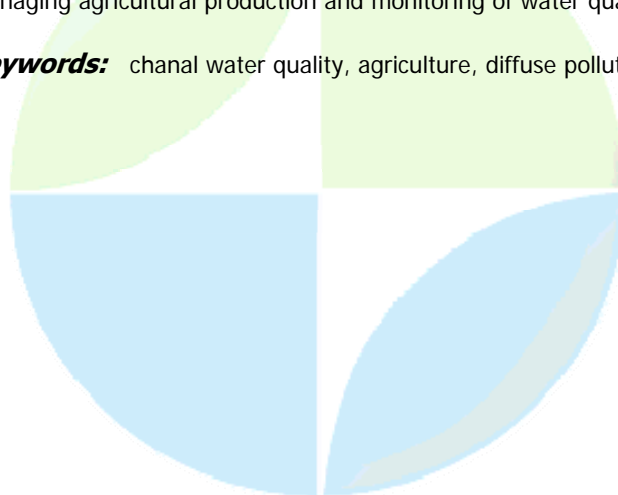 naging agricultural production and monitoring of water qua
ywords: chanal water quality, agriculture, diffuse pollut